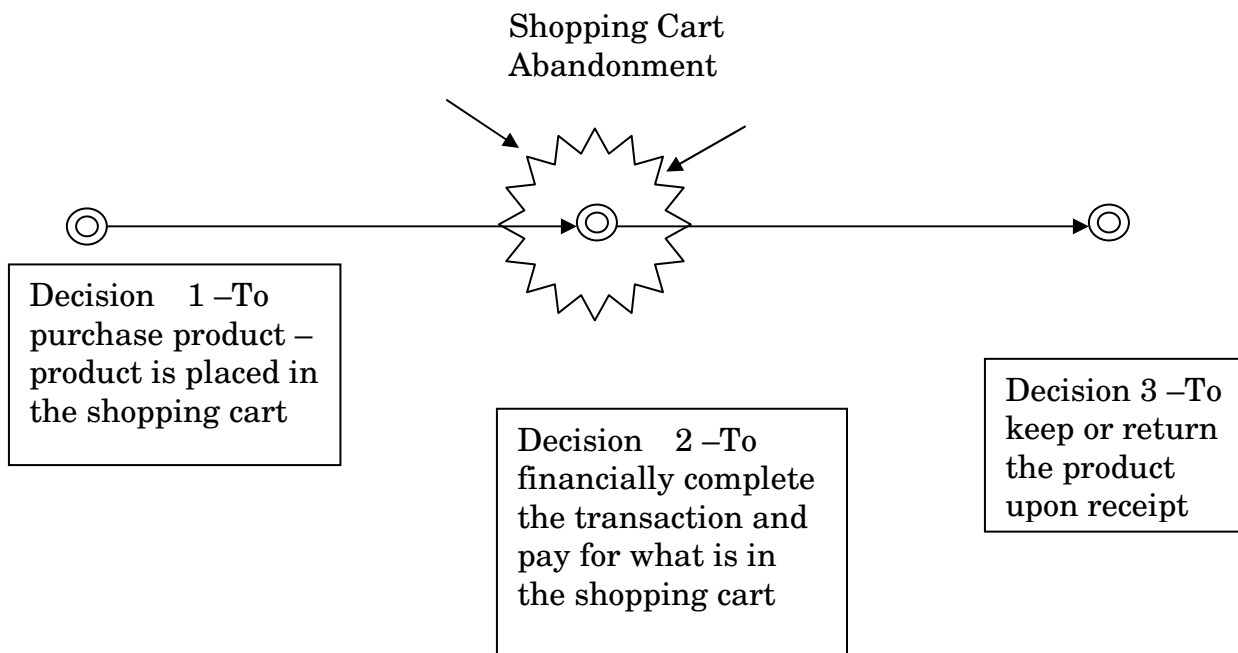 Shopping Cart
Abandonment
Decision 1 –To
purchase product –
product is placed in
the shopping cart
Decision 2 –To
financially complete
the transaction and
pay for what is in
the shopping cart
Decision 3 –To
keep or return
the product
upon receipt